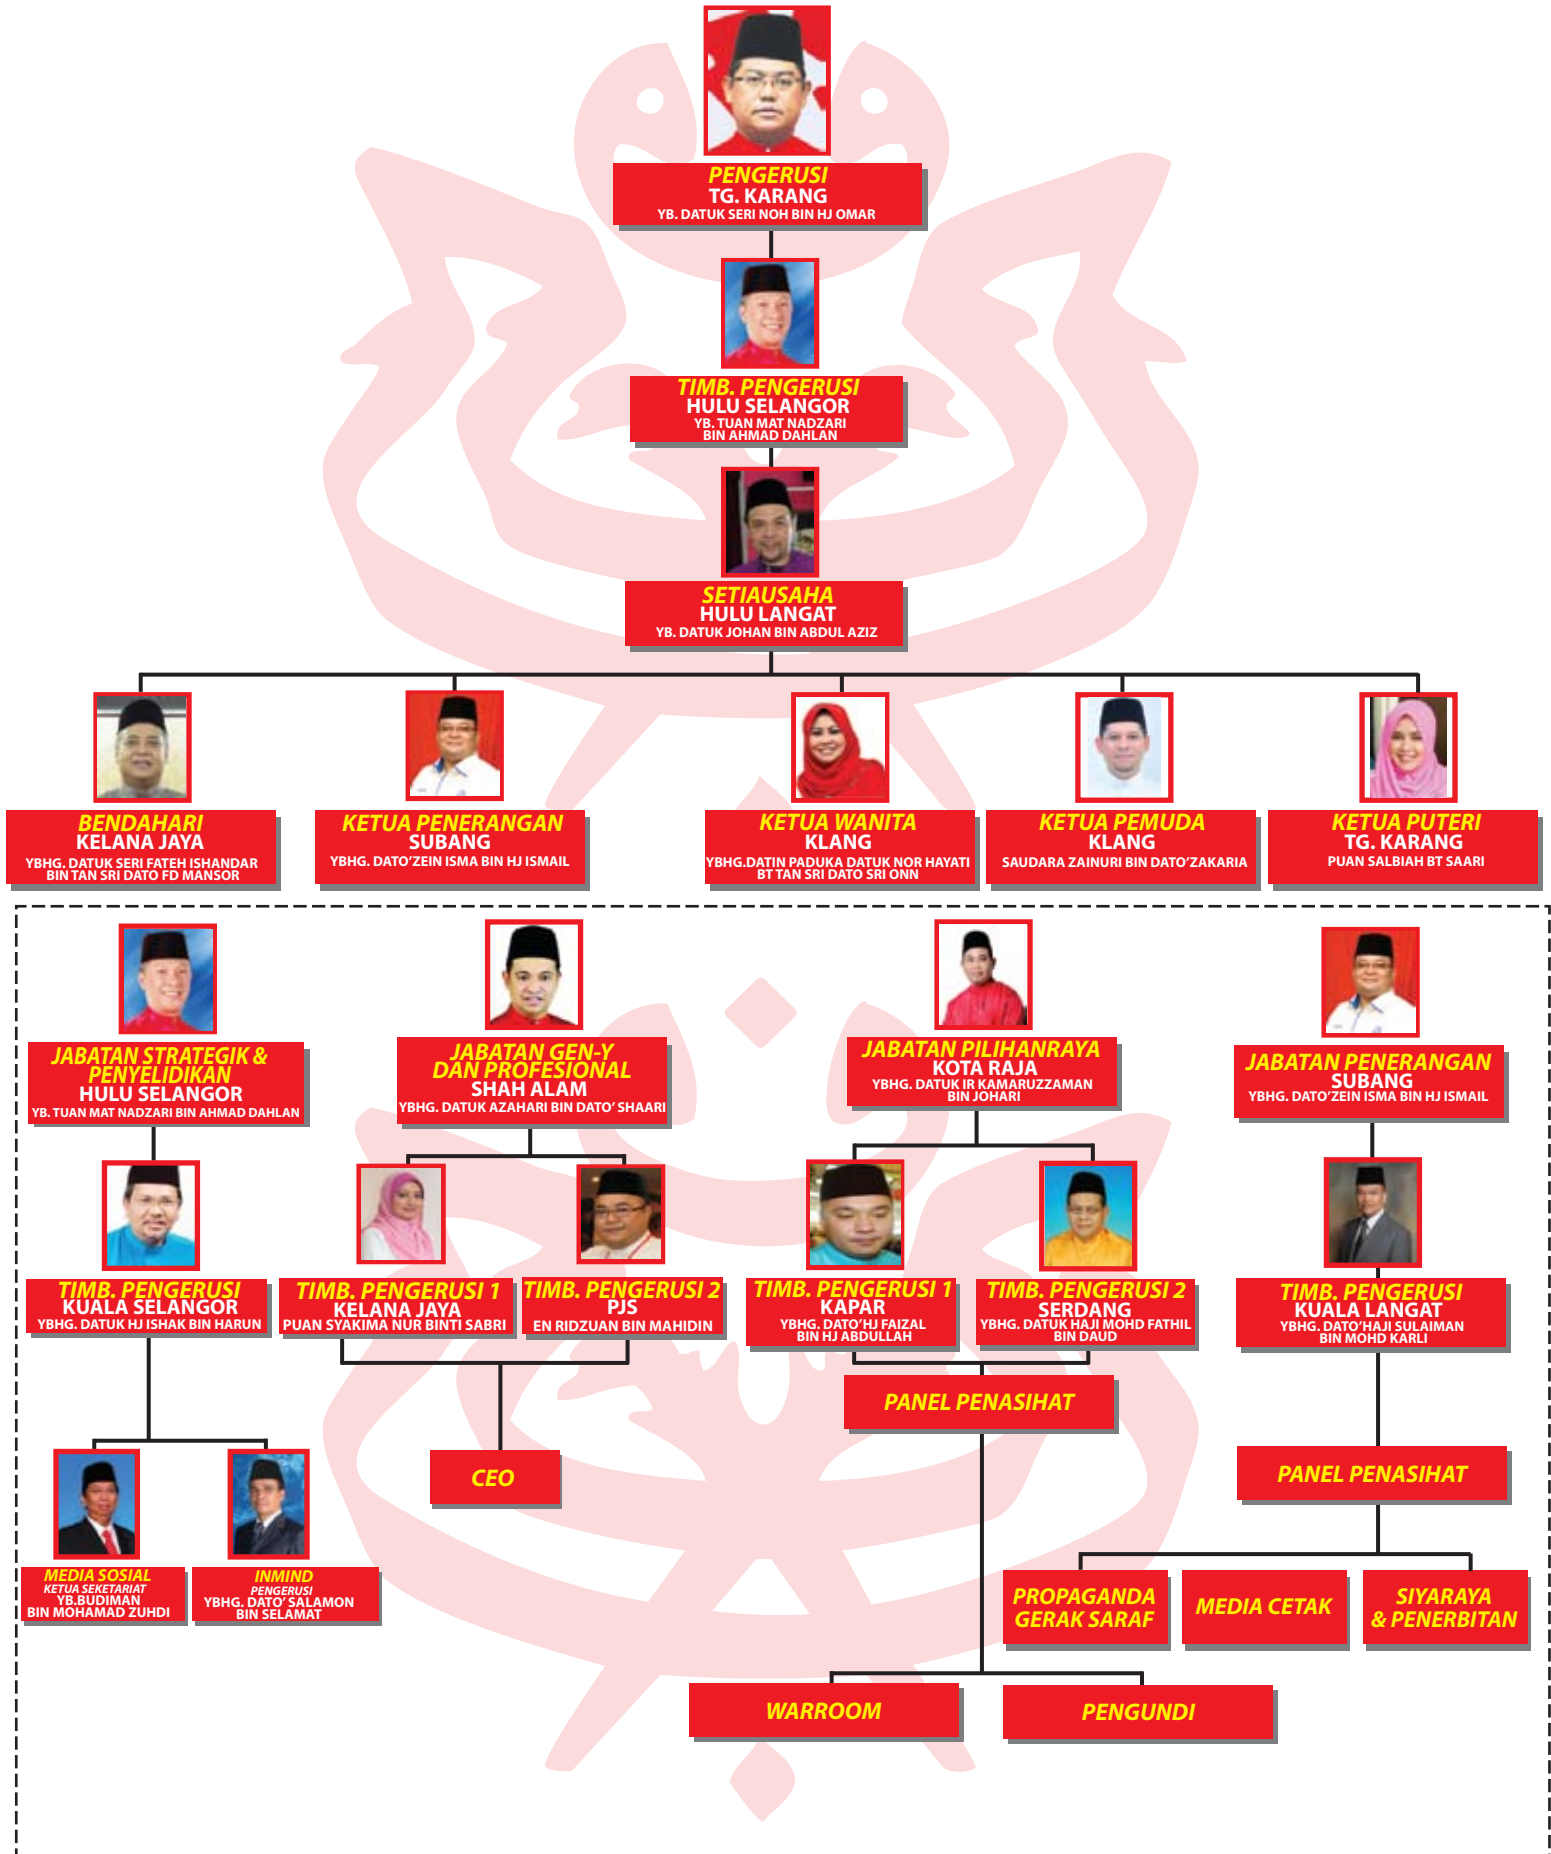 PENGERUSI
TG. KARANG
YB. DATUK SERI NOH BIN HJ OMAR
TIMB. PENGERUSI
HULU SELANGOR
YB. TUAN MAT NADZARI
BIN AHMAD DAHLAN
SETIAUSAHA
HULU LANGAT
YB. DATUK JOHAN BIN ABDUL AZIZ
BENDAHARI
KELANA JAYA
YBHG. DATUK SERI FATEH ISHANDAR
BIN TAN SRI DATO FD MANSOR
KETUA PENERANGAN
SUBANG
YBHG. DATO'ZEIN ISMA BIN HJ ISMAIL
KETUA WANITA
KLANG
YBHG.DATIN PADUKA DATUK NOR HAYATI
BT TAN SRI DATO SRI ONN
KETUA PEMUDA
KLANG
SAUDARA ZAINURI BIN DATO'ZAKARIA
KETUA PUTERI
TG. KARANG
PUAN SALBIAH BT SAARI
JABATAN STRATEGIK &
PENYELIDIKAN
HULU SELANGOR
YB. TUAN MAT NADZARI BIN AHMAD DAHLAN
JABATAN GEN-Y
DAN PROFESIONAL
SHAH ALAM
YBHG. DATUK AZAHARI BIN DATO' SHAARI
JABATAN PILIHANRAYA
KOTA RAJA
YBHG. DATUK IR KAMARUZZAMAN
BIN JOHARI
JABATAN PENERANGAN
SUBANG
YBHG. DATO'ZEIN ISMA BIN HJ ISMAIL
TIMB. PENGERUSI
KUALA SELANGOR
YBHG. DATUK HJ ISHAK BIN HARUN
TIMB. PENGERUSI 1
KELANA JAYA
PUAN SYAKIMA NUR BINTI SABRI
TIMB. PENGERUSI 2
PJS
EN RIDZUAN BIN MAHIDIN
TIMB. PENGERUSI 1
KAPAR
YBHG. DATO'HJ FAIZAL
BIN HJ ABDULLAH
TIMB. PENGERUSI 2
SERDANG
YBHG. DATUK HAJI MOHD FATHIL
BIN DAUD
TIMB. PENGERUSI
KUALA LANGAT
YBHG. DATO'HAJI SULAIMAN
BIN MOHD KARLI
PANEL PENASIHAT
CEO
PANEL PENASIHAT
MEDIA SOSIAL
KETUA SEKETARIAT
YB.BUDIMAN
BIN MOHAMAD ZUHDI
INMIND
PENGERUSI
YBHG. DATO' SALAMON
BIN SELAMAT
PROPAGANDA
GERAK SARAF
MEDIA CETAK
SIYARAYA
& PENERBITAN
WARROOM
PENGUNDI